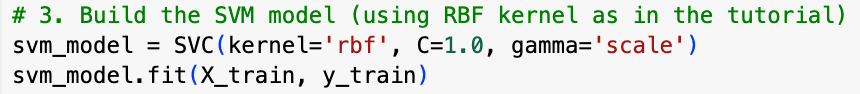 # 3. Build the SVM model (using RBF kernel as in the tutorial)
svm_model = SVC(kernel='rbf', C=1.0, gamma='scale')
svm_model.fit(X_train, y_train)